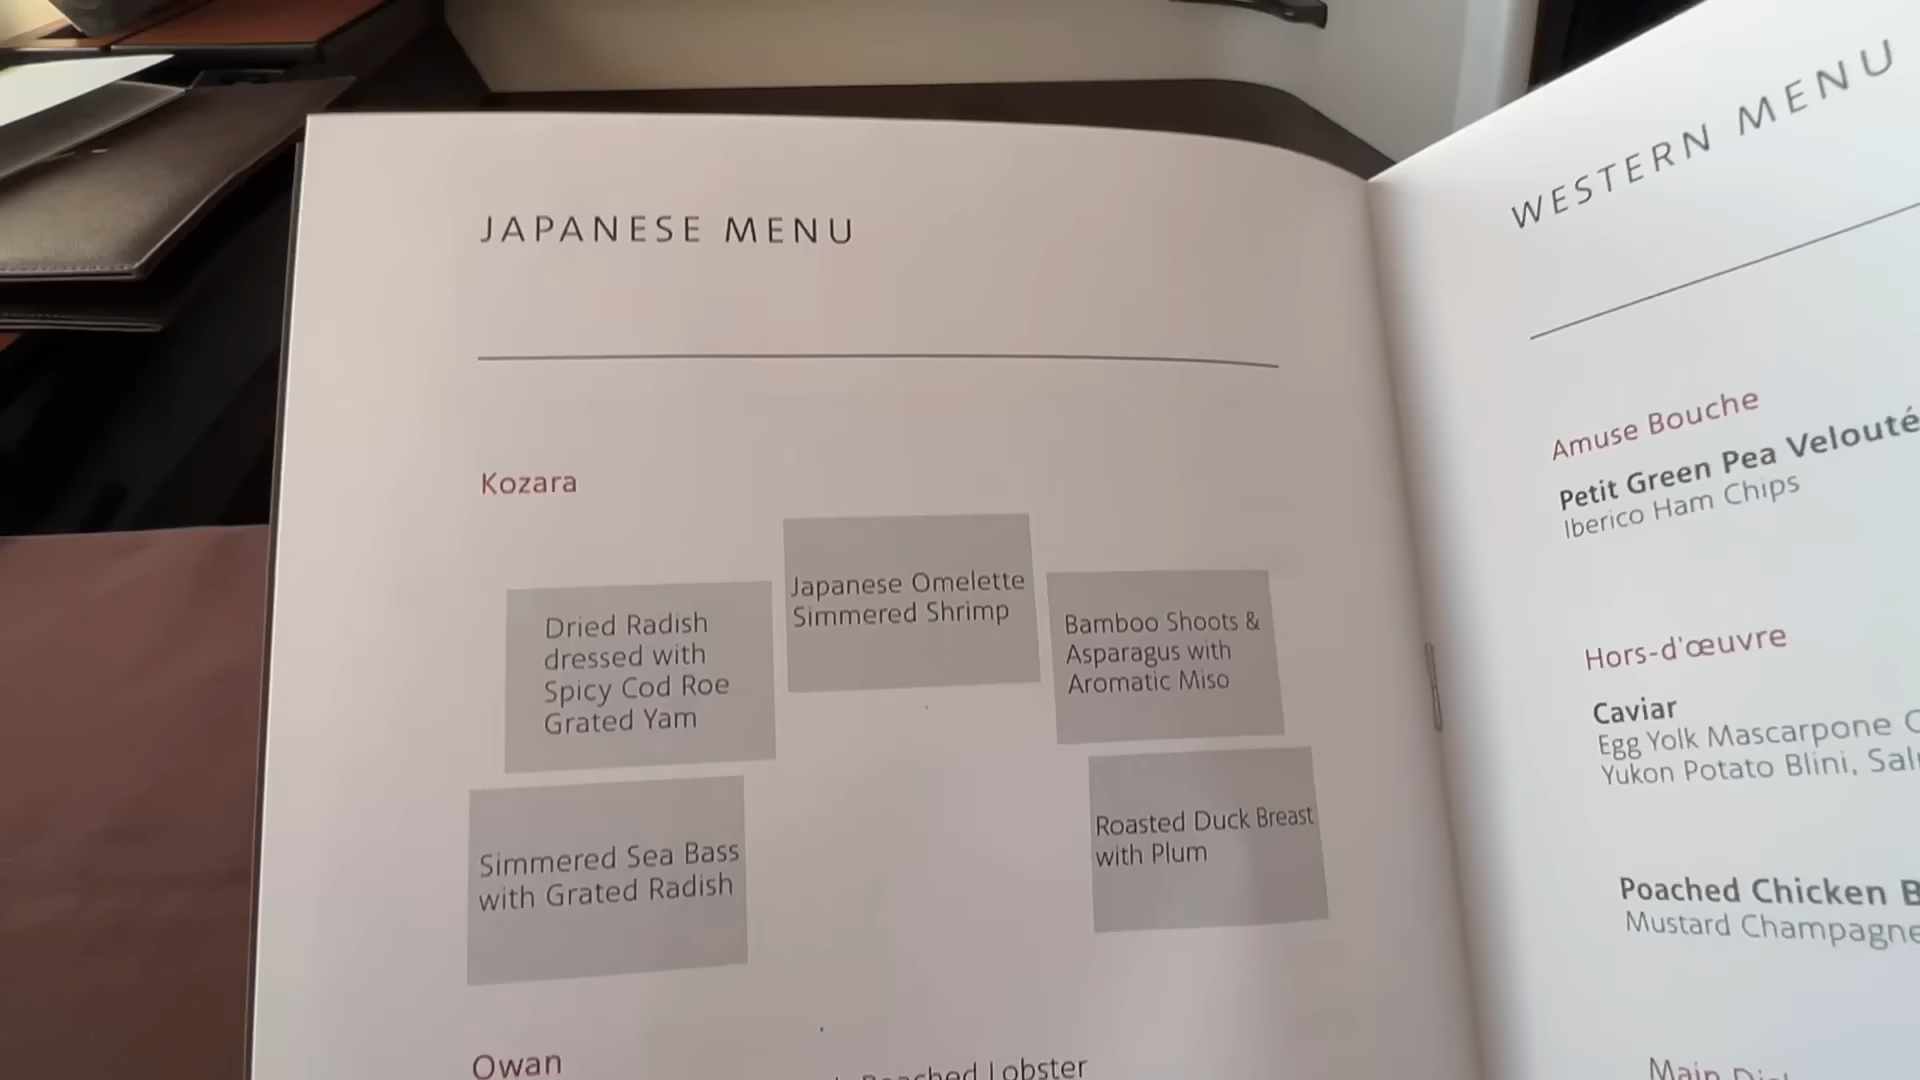 JAPANESE MENU
Kozara
Dried Radish
dressed with
Spicy Cod Roe
Grated Yam
Japanese Omelette
Simmered Shrimp
Bamboo Shoots &
Asparagus with
Aromatic Miso
Simmered Sea Bass
with Grated Radish
Roasted Duck Breast
with Plum
Owan
Lobster
WESTERN MENU
Amuse Bouche
Petit Green Pea Velouté
Iberico Ham Chips
Hors-d'œuvre
Caviar
Egg Yolk Mascarpone
Yukon Potato Blini,
Poached Chicken
Mustard Champagne
Main